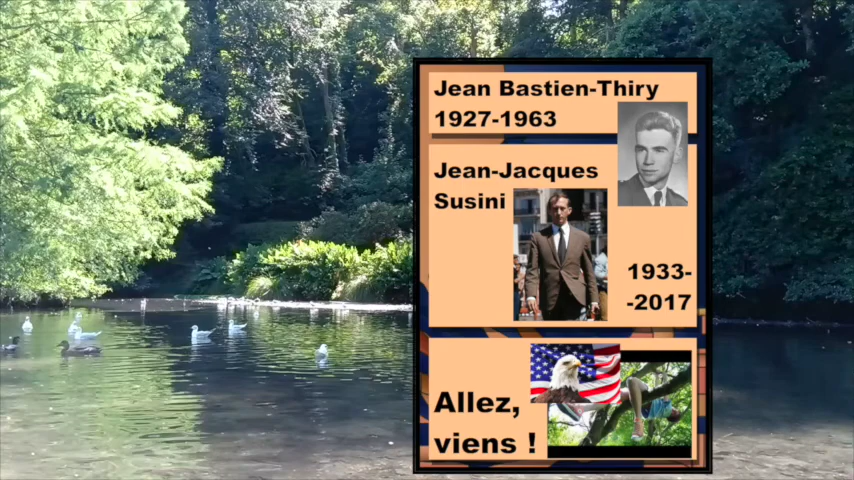 Jean Bastien-Thiry
1927-1963
Jean-Jacques
Susini
1933-
-2017
Allez,
viens !